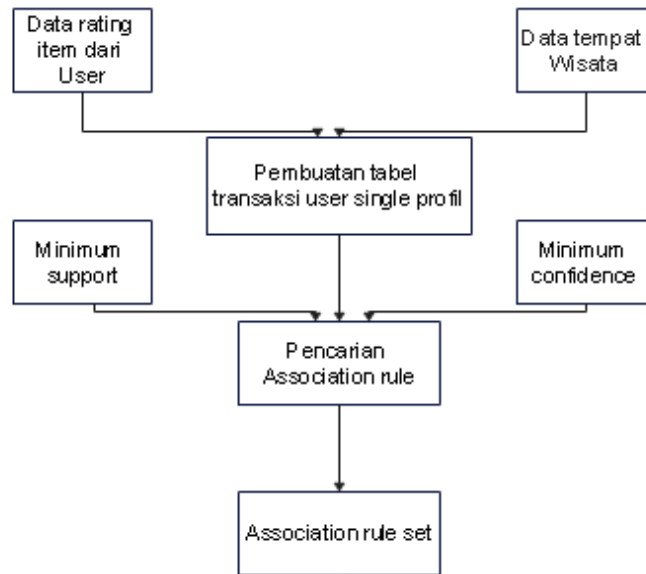 Data rating
item dari
User
Data tempat
Wisata
Pembuatan tabel
transaksi user single profil
Minimum
support
Minimum
confidence
Pencarian
Association rule
Association rule set